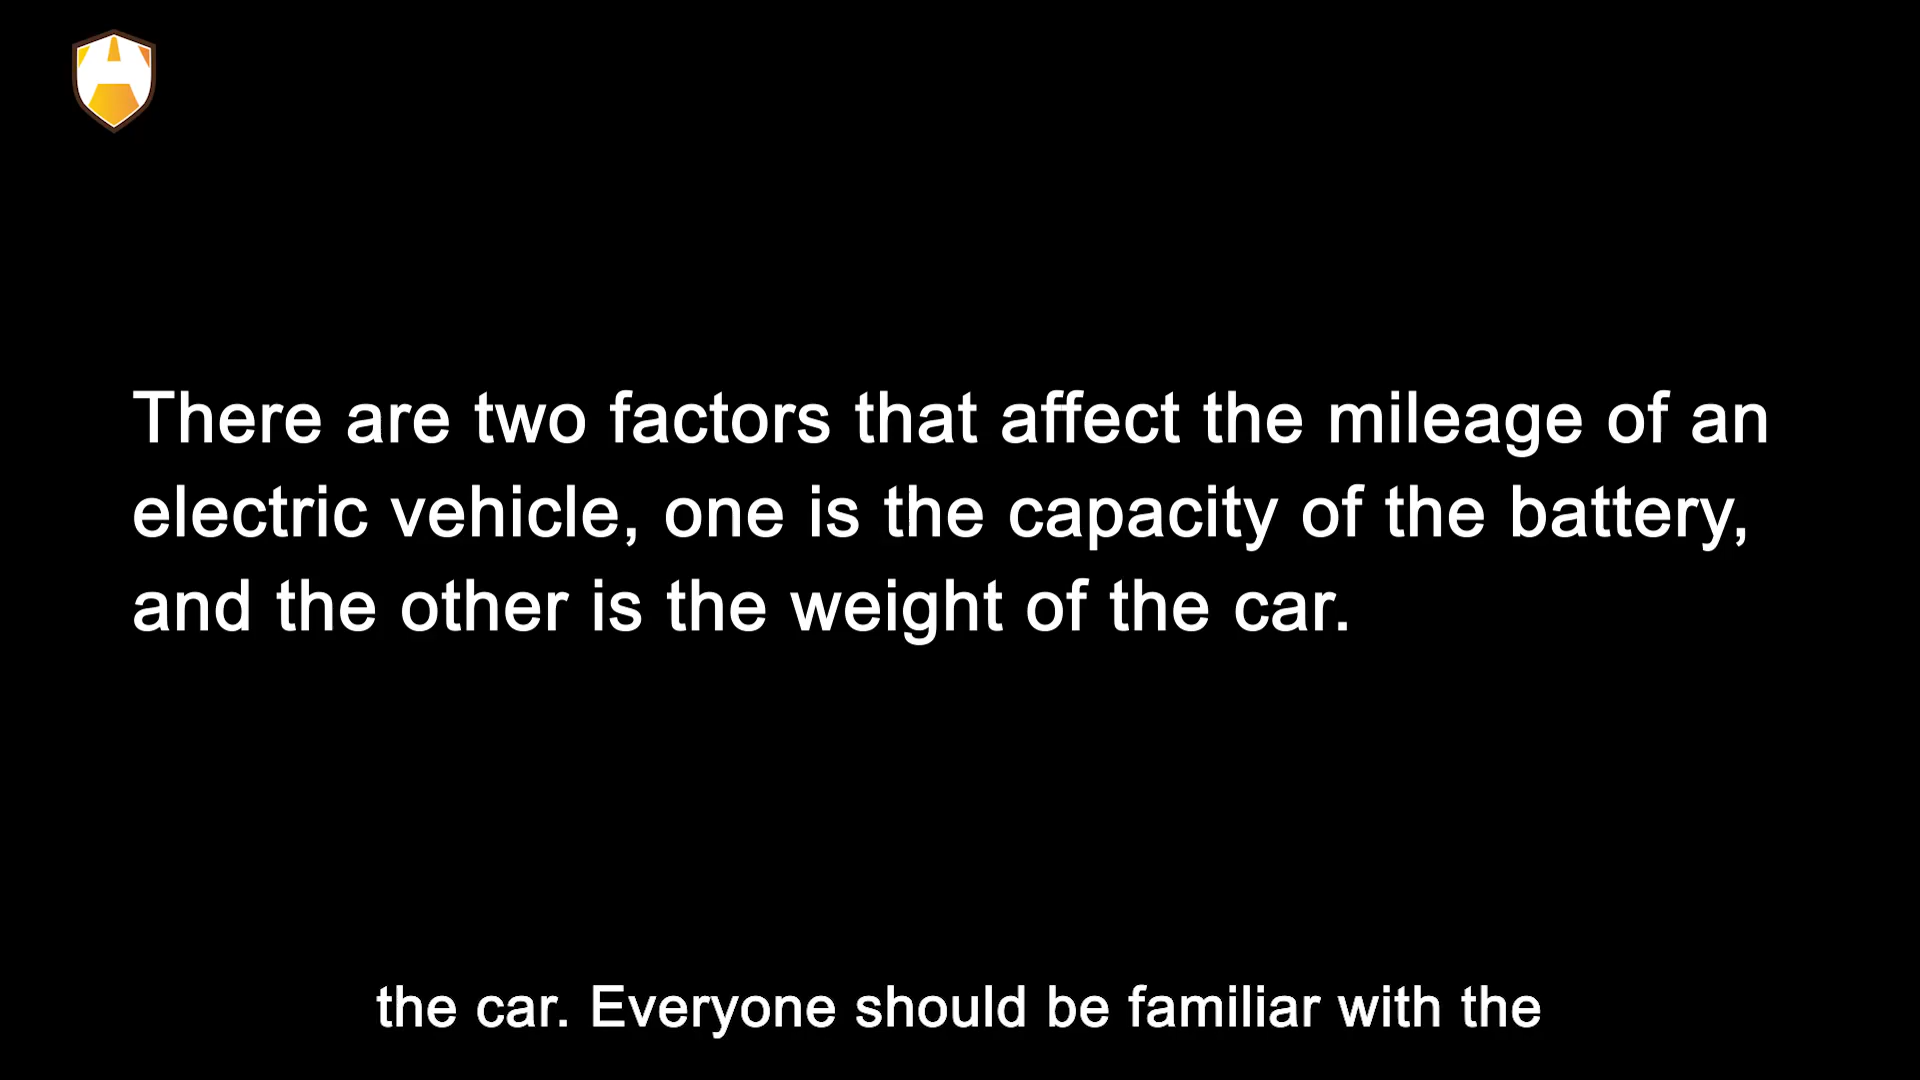 There are two factors that affect the mileage of an
electric vehicle, one is the capacity of the battery,
and the other is the weight of the car.
the car. Everyone should be familiar with the